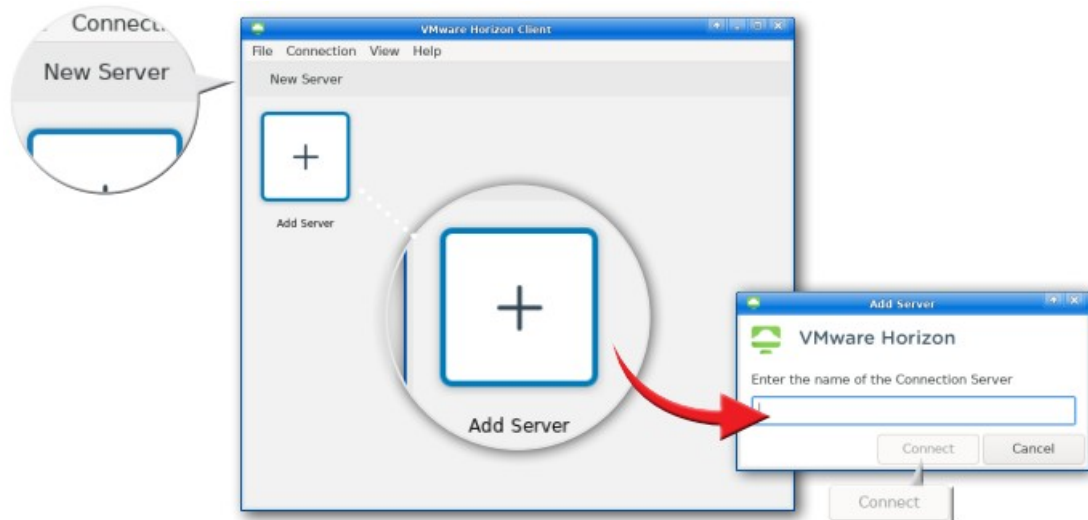 Connect.
New Server
VMware Horizon Client
File Connection View Help
New Server
Add Server
Add Server
Add Server
VMware Horizon
Enter the name of the Connection Server
Connect Cancel
Connect